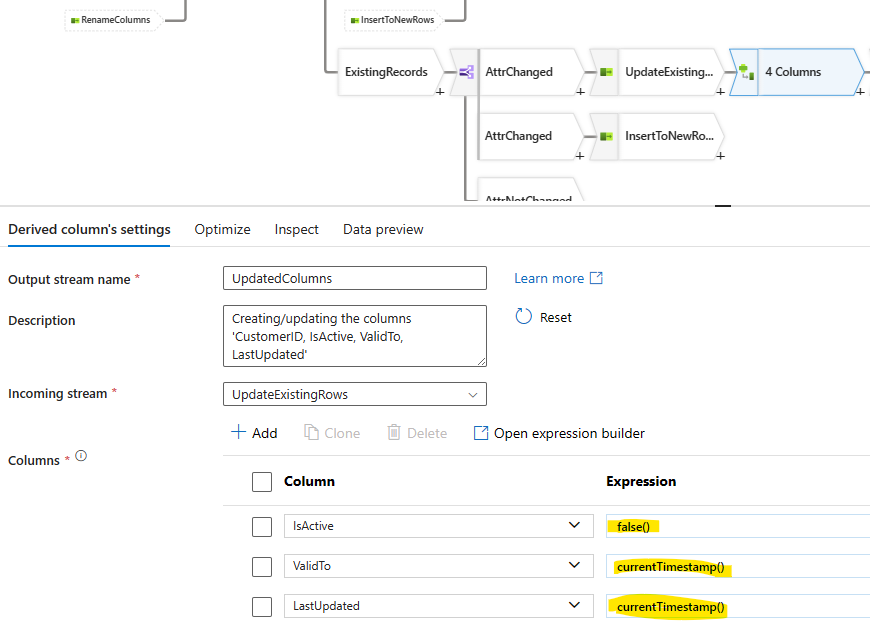 RenameColumns
InsertToNewRows
ExistingRecords
AttrChanged
UpdateExisting...
4 Columns
+
+
+
+
AttrChanged
InsertToNewRo...
+
+
AttrNotChanged
Derived column's settings
Optimize
Inspect
Data preview
Output stream name *
UpdatedColumns
Learn more
Description
Creating/updating the columns
'CustomerID, IsActive, ValidTo,
LastUpdated'
Reset
Incoming stream *
UpdateExistingRows
+ Add
Clone
Delete
Open expression builder
Columns *
Column
Expression
IsActive
false()
ValidTo
currentTimestamp()
LastUpdated
currentTimestamp()